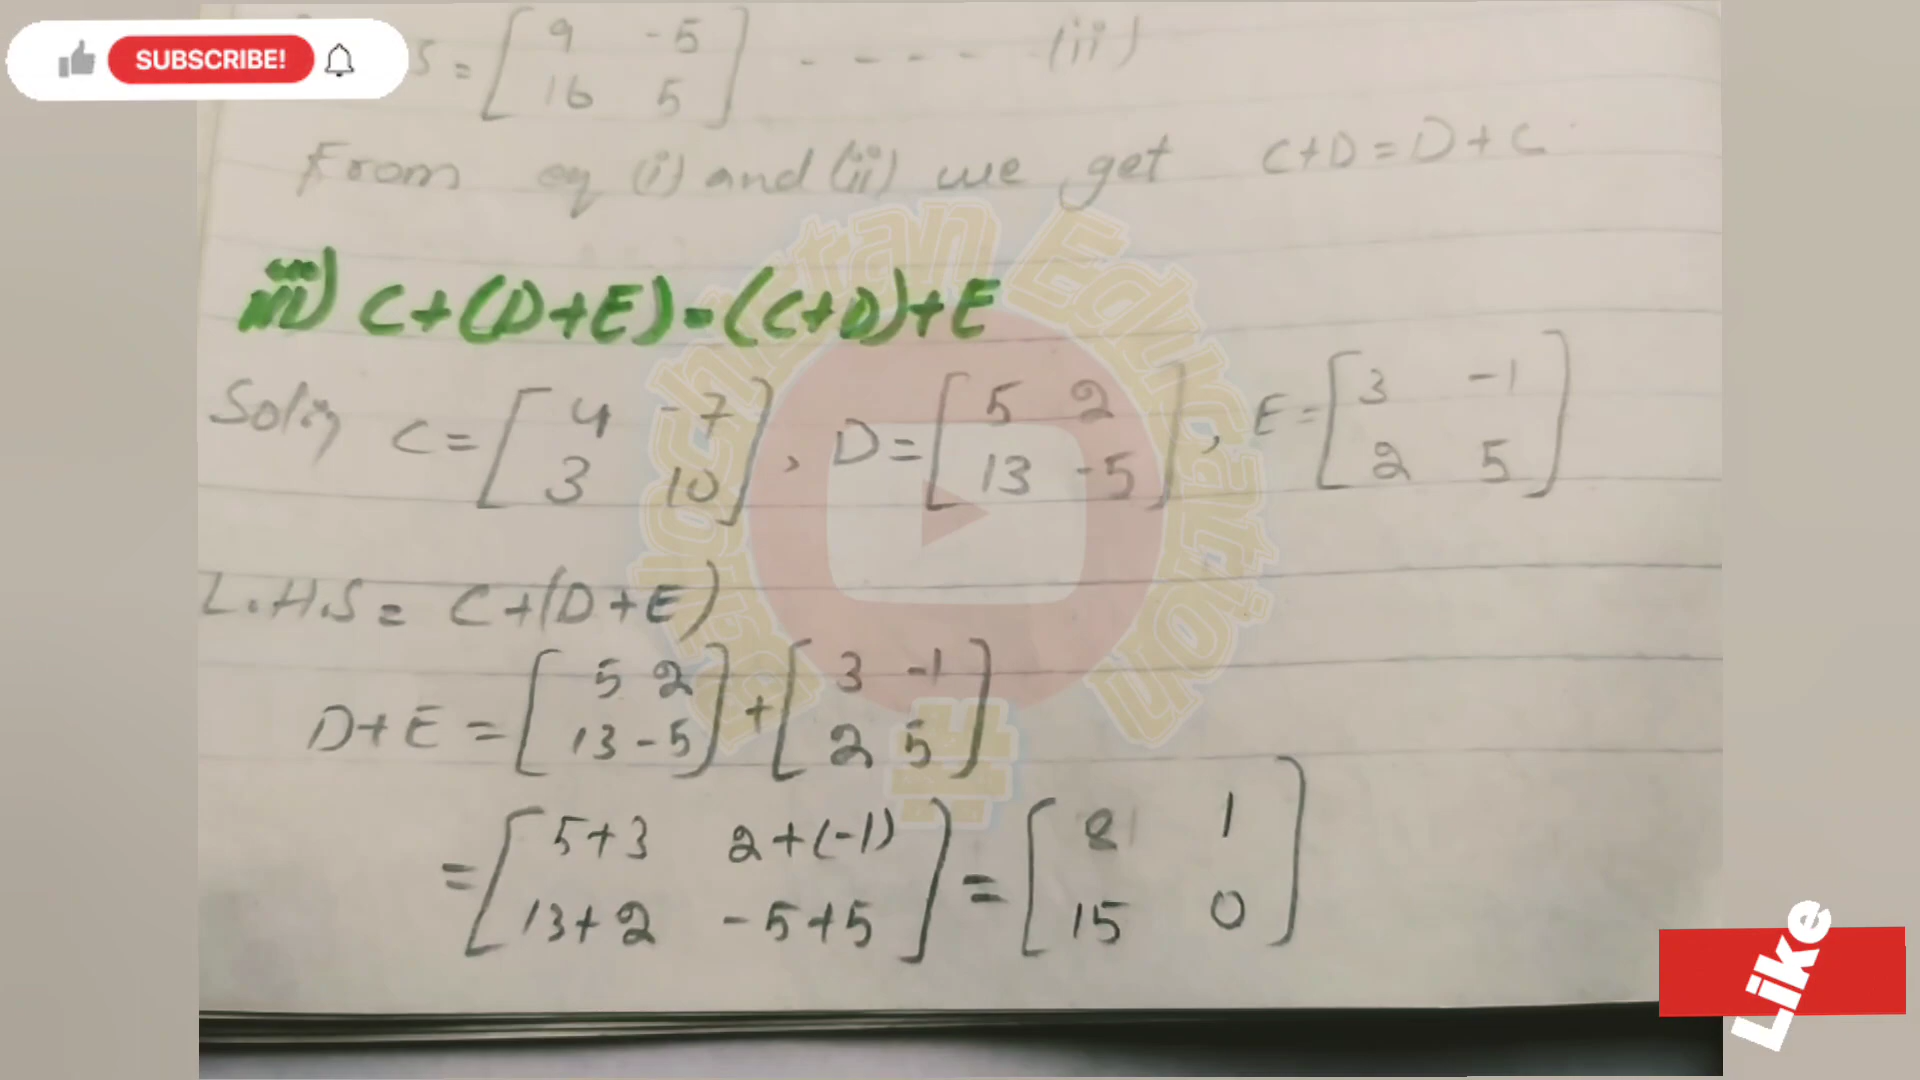 SUBSCRIBE!
S = [ 9 -5 ] - - - - (ii)
[ 16 5 ]
From eq (i) and (ii) we get C+D = D+C
iii) C+(D+E)=(C+D)+E
Soln C = [ 4 -7 ] , D = [ 5 2 ] , E = [ 3 -1 ]
[ 3 10 ] [ 13 -5 ] [ 2 5 ]
L.H.S = C+(D+E)
D+E = [ 5 2 ] + [ 3 -1 ]
[ 13 -5 ] [ 2 5 ]
= [ 5+3 2+(-1) ] = [ 8 1 ]
[ 13+2 -5+5 ] [ 15 0 ]
Like